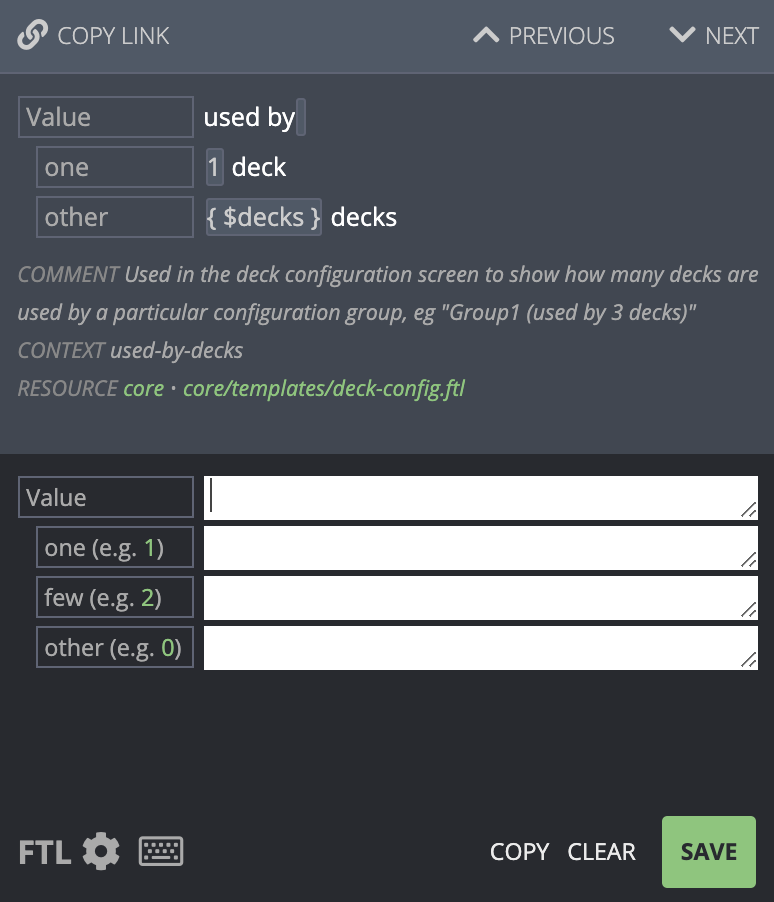 COPY LINK PREVIOUS NEXT
Value used by
one 1 deck
other { $decks } decks
COMMENT Used in the deck configuration screen to show how many decks are
used by a particular configuration group, eg "Group1 (used by 3 decks)"
CONTEXT used-by-decks
RESOURCE core · core/templates/deck-config.ftl
Value
one (e.g. 1)
few (e.g. 2)
other (e.g. 0)
FTL COPY CLEAR SAVE